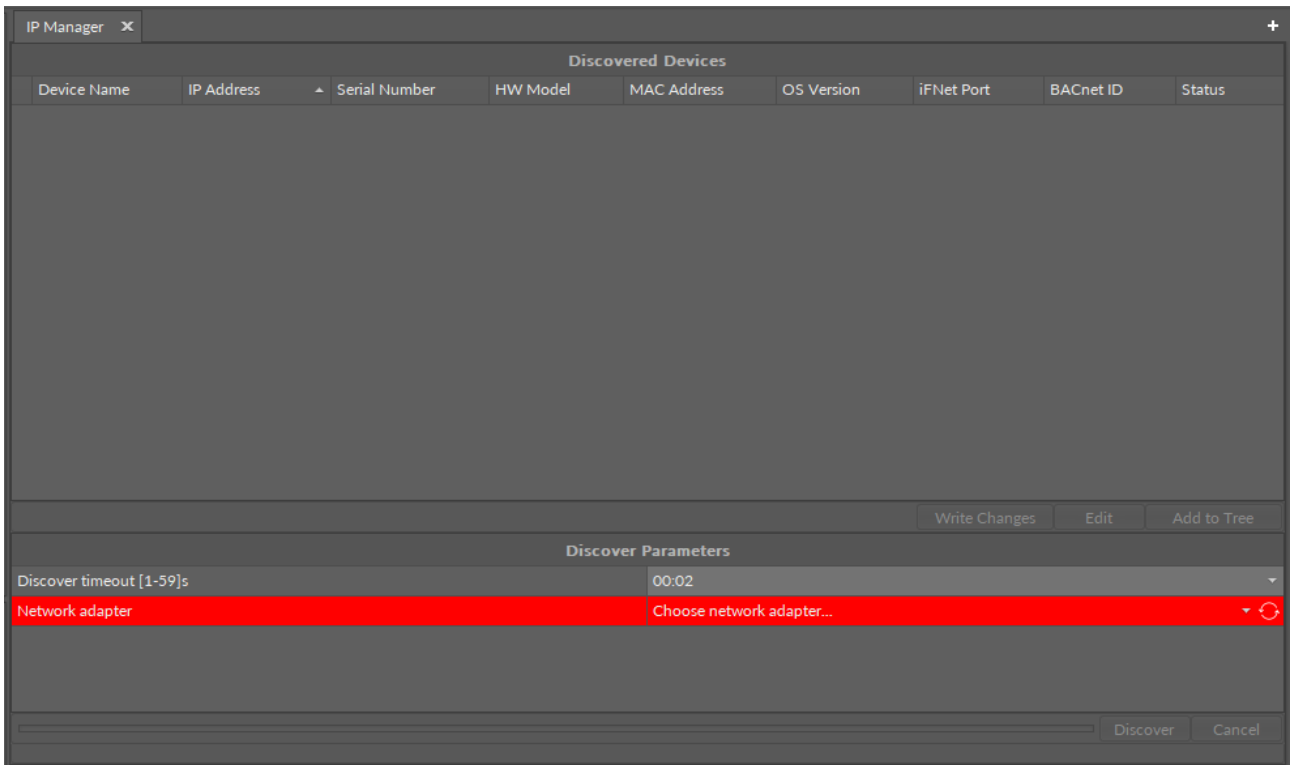 IP Manager
Discovered Devices
Device Name IP Address Serial Number HW Model MAC Address OS Version iFNet Port BACnet ID Status
Write Changes Edit Add to Tree
Discover Parameters
Discover timeout [1-59]s 00:02
Network adapter Choose network adapter...
Discover Cancel